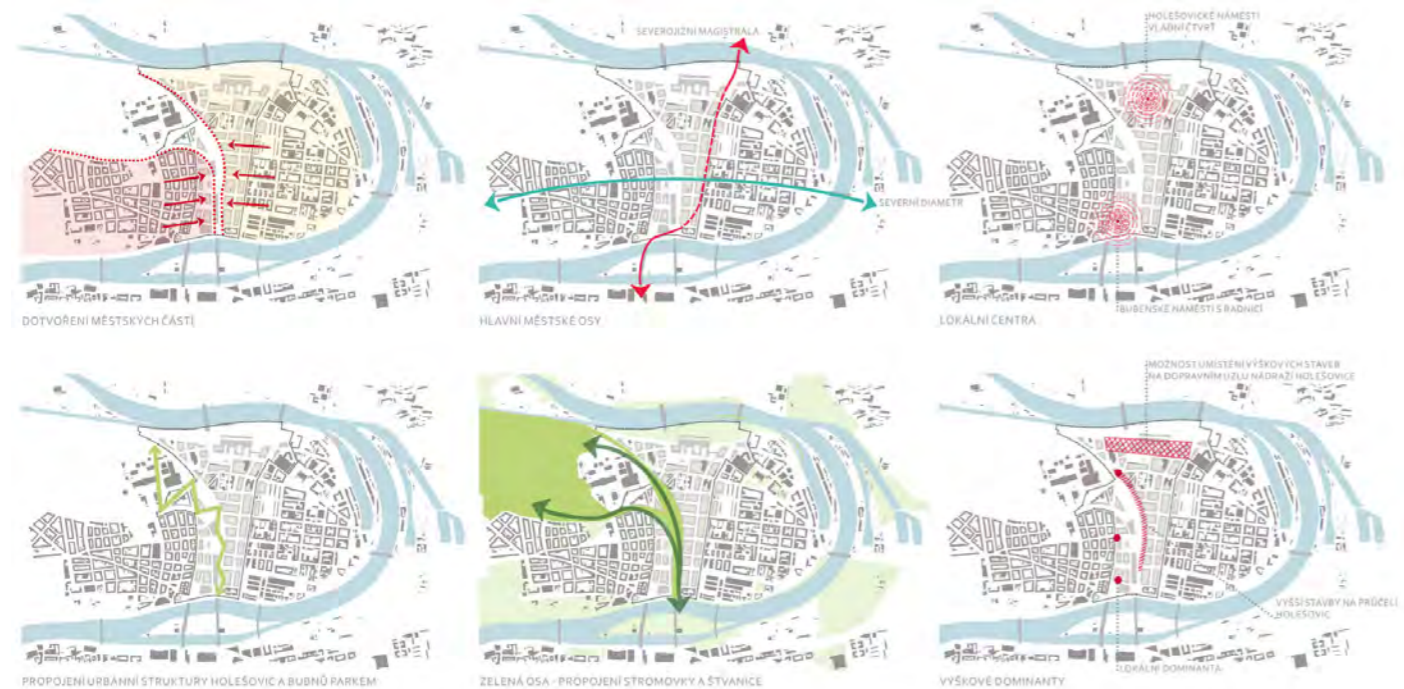 DOTVOŘENÍ MĚSTSKÝCH ČÁSTÍ
SEVEROJIŽNÍ MAGISTRÁLA
SEVERNÍ DIAMETR
HLAVNÍ MĚSTSKÉ OSY
HOLEŠOVICKÉ NÁMĚSTÍ
VLÁDNÍ ČTVRŤ
BUBENSKÉ NÁMĚSTÍ S RADNICÍ
LOKÁLNÍ CENTRA
PROPOJENÍ URBÁNNÍ STRUKTURY HOLEŠOVIC A BUBNŮ PARKEM
ZELENÁ OSA - PROPOJENÍ STROMOVKY A ŠTVANICE
MOŽNOST UMÍSTĚNÍ VÝŠKOVÝCH STAVEB
NA DOPRAVNÍM UZLU NÁDRAŽÍ HOLEŠOVICE
VYŠŠÍ STAVBY NA PRŮČELÍ
HOLEŠOVIC
LOKÁLNÍ DOMINANTA
VÝŠKOVÉ DOMINANTY